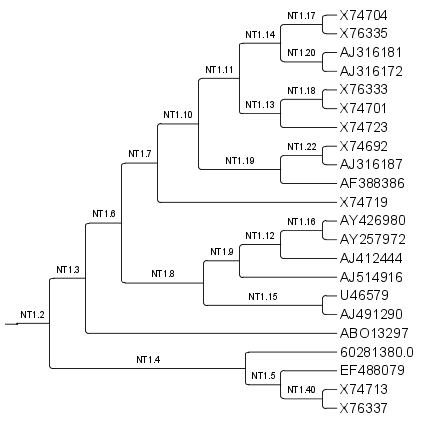 NT1.17
X74704
X76335
NT1.14
NT1.20
AJ316181
AJ316172
NT1.11
NT1.18
X76333
X74701
NT1.13
X74723
NT1.10
NT1.22
X74692
AJ316187
NT1.19
AF388386
NT1.7
X74719
NT1.6
NT1.16
AY426980
AY257972
NT1.12
AJ412444
NT1.9
AJ514916
NT1.3
NT1.8
NT1.15
U46579
AJ491290
NT1.2
ABO13297
NT1.4
60281380.0
NT1.5
EF488079
NT1.40
X74713
X76337